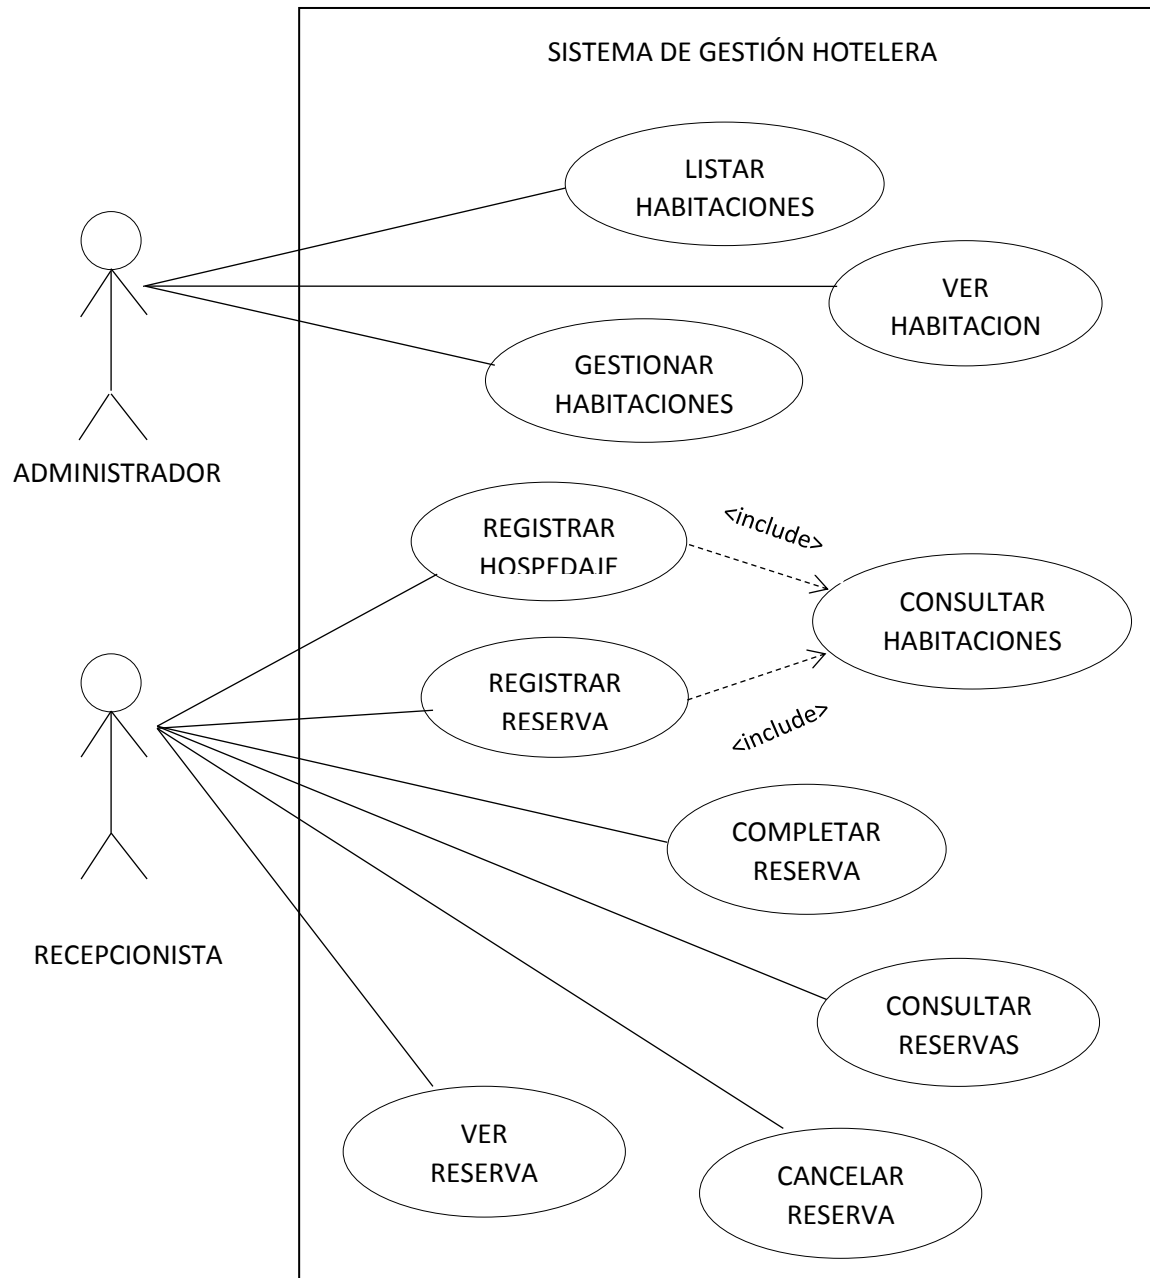 SISTEMA DE GESTIÓN HOTELERA
LISTAR
HABITACIONES
VER
HABITACION
GESTIONAR
HABITACIONES
ADMINISTRADOR
REGISTRAR
HOSPEDAJE
<include>
CONSULTAR
HABITACIONES
REGISTRAR
RESERVA
<include>
COMPLETAR
RESERVA
RECEPCIONISTA
CONSULTAR
RESERVAS
VER
RESERVA
CANCELAR
RESERVA